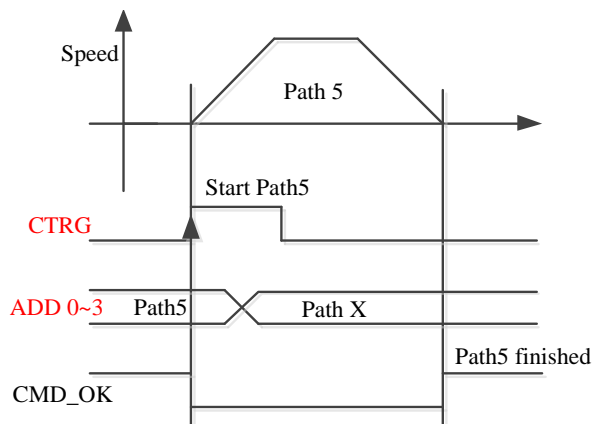 Speed
Path 5
Start Path5
CTRG
ADD 0~3 Path5 Path X
Path5 finished
CMD_OK